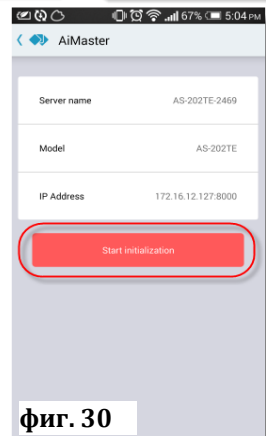 67% 5:04 PM
AiMaster
Server name AS-202TE-2469
Model AS-202TE
IP Address 172.16.12.127:8000
Start initialization
фиг. 30